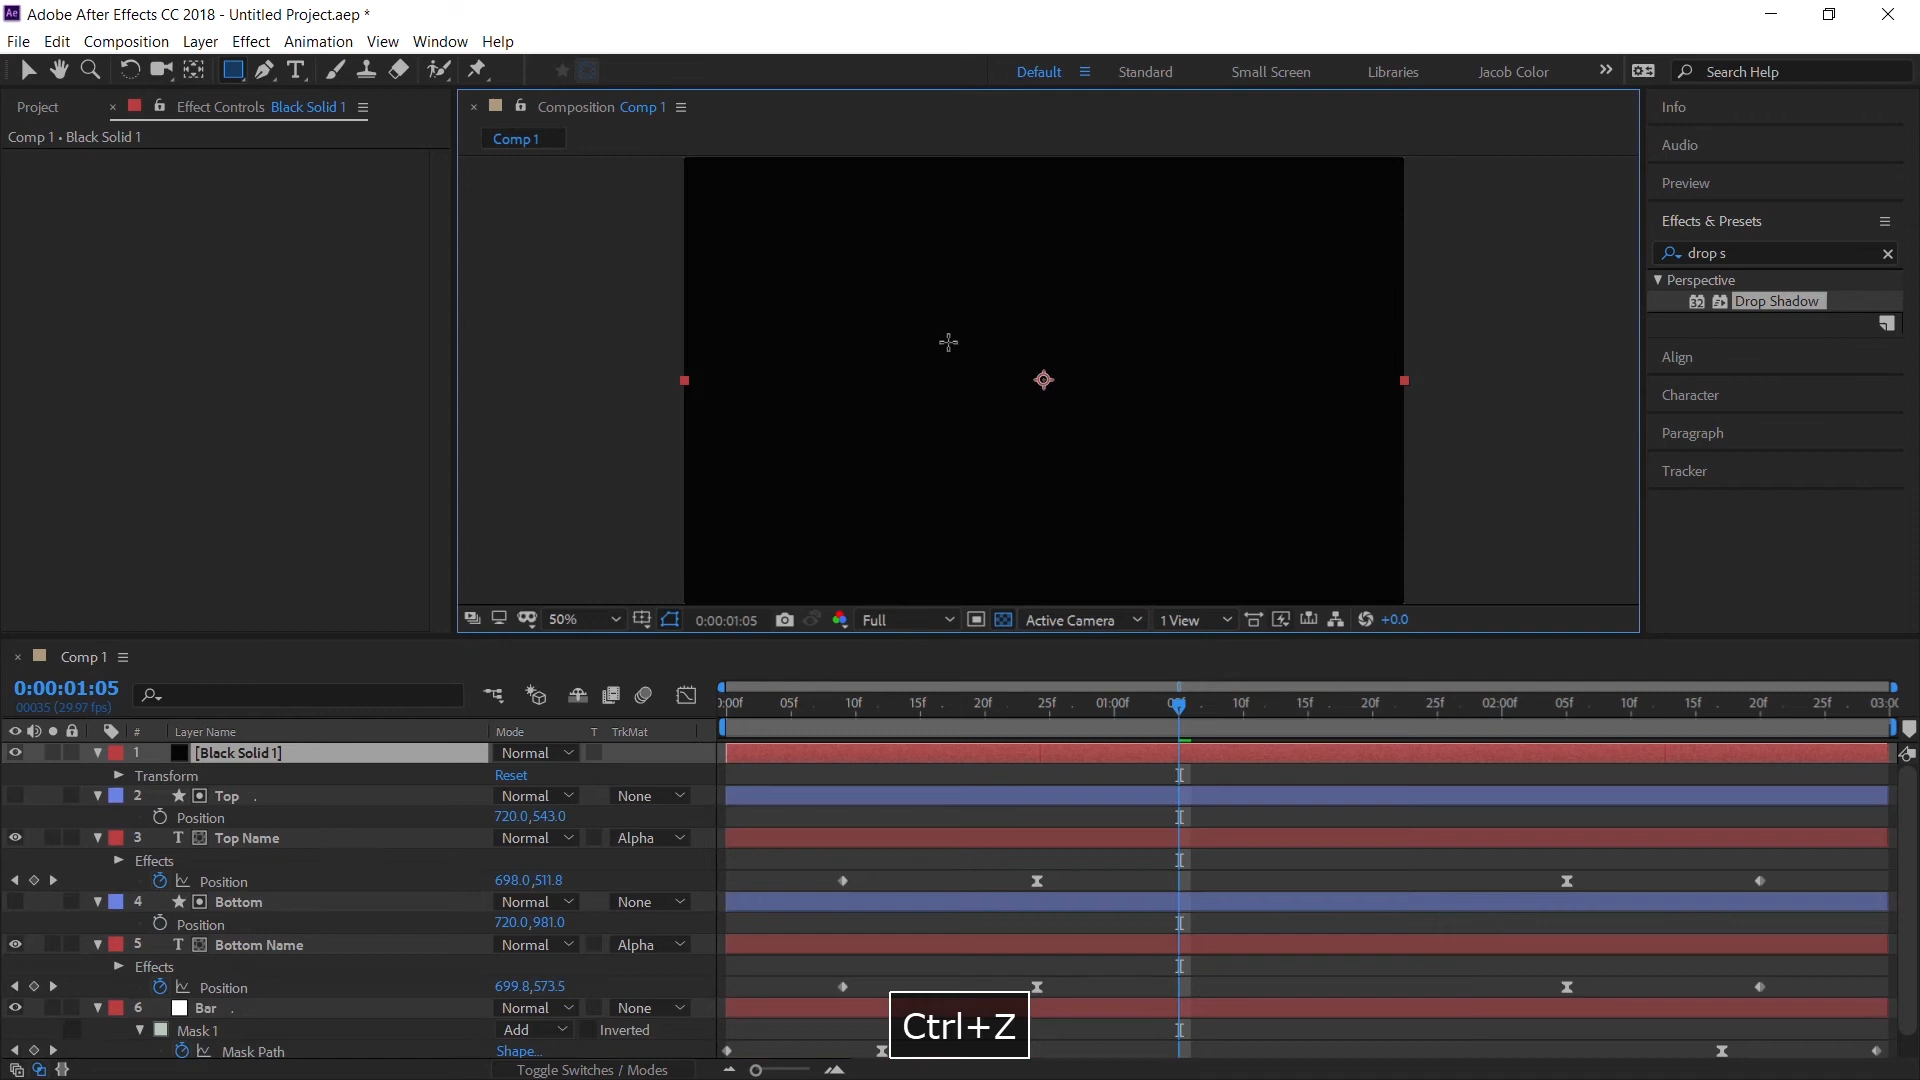 Adobe After Effects CC 2018 - Untitled Project.aep *
File Edit Composition Layer Effect Animation View Window Help
Default Standard Small Screen Libraries Jacob Color Search Help
Project Effect Controls Black Solid 1
Composition Comp 1
Comp 1 • Black Solid 1
Comp 1
Info
Audio
Preview
Effects & Presets
drop s
Perspective
32 Drop Shadow
Align
Character
Paragraph
Tracker
50% 0:00:01:05 Full Active Camera 1 View +0.0
Comp 1
0:00:01:05
00035 (29.97 fps)
05f 10f 15f 20f 25f 01:00f 10f 15f 20f 25f 02:00f 05f 10f 15f 20f 25f
# Layer Name Mode T TrkMat
1 [Black Solid 1] Normal
Transform Reset
2 Top . Normal None
Position 720.0,543.0
3 T Top Name Normal Alpha
Effects
Position 698.0,511.8
4 Bottom Normal None
Position 720.0,981.0
5 T Bottom Name Normal Alpha
Effects
Position 699.8,573.5
6 Bar . Normal None
Mask 1 Add Inverted
Mask Path Shape...
Toggle Switches / Modes
Ctrl+Z